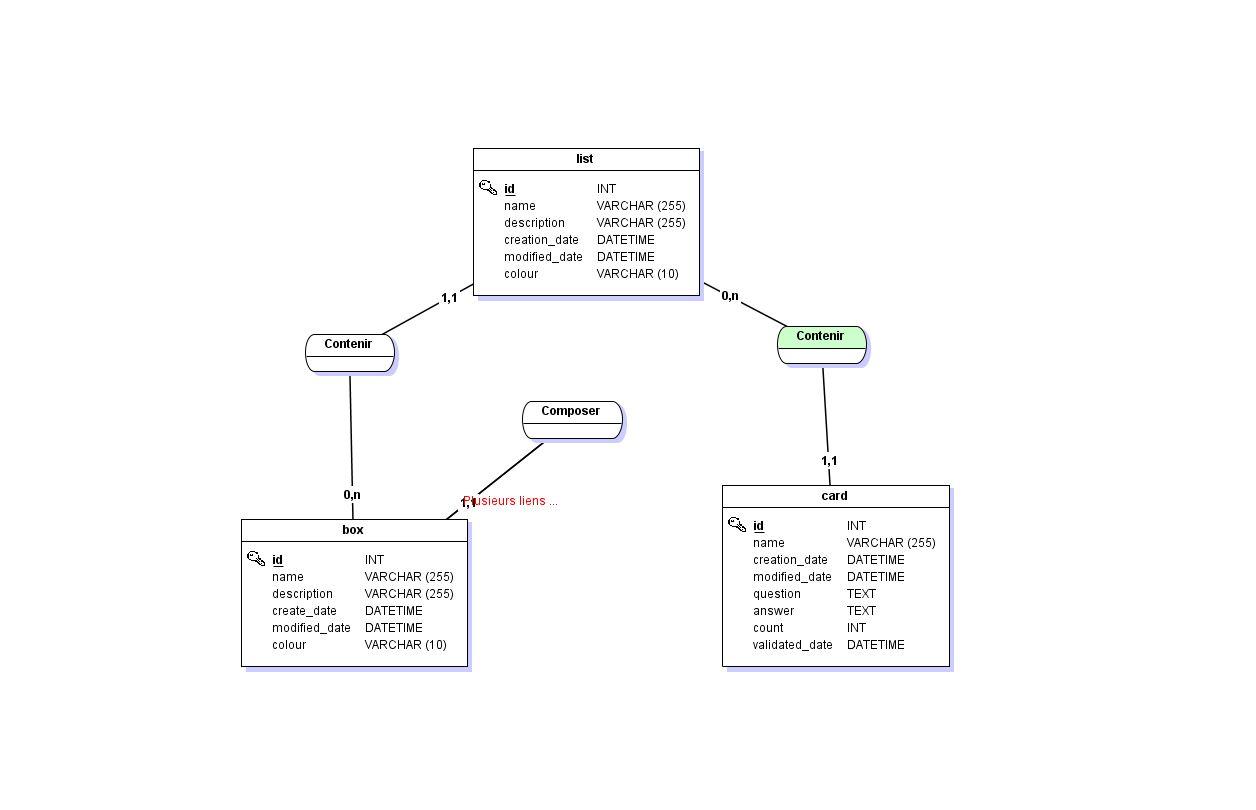 list
id INT
name VARCHAR (255)
description VARCHAR (255)
creation_date DATETIME
modified_date DATETIME
colour VARCHAR (10)
1,1
0,n
Contenir
Contenir
Composer
1,1
0,n
1,1
Plusieurs liens ...
box
id INT
name VARCHAR (255)
description VARCHAR (255)
create_date DATETIME
modified_date DATETIME
colour VARCHAR (10)
card
id INT
name VARCHAR (255)
creation_date DATETIME
modified_date DATETIME
question TEXT
answer TEXT
count INT
validated_date DATETIME